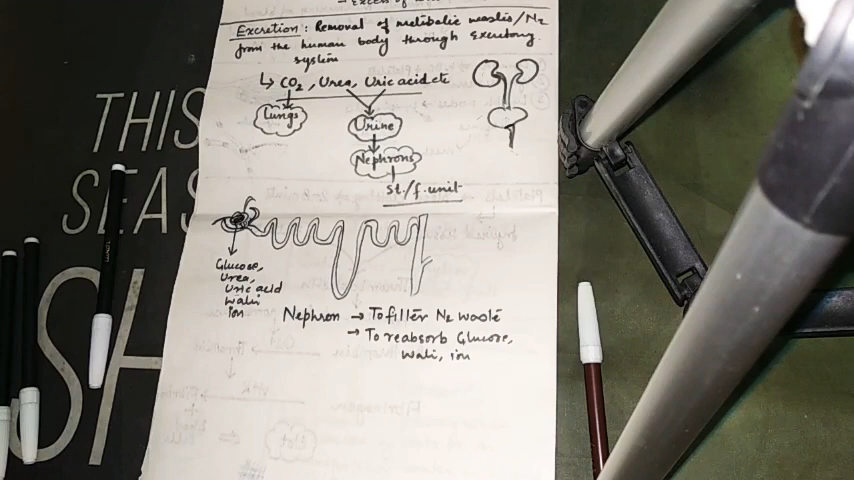 Excretion : Removal of metabolic wastes/N2
from the human body through excretory
system
↳ CO2, Urea, Uric acid etc
Lungs
Urine
Nephrons
St./f. unit
Glucose,
Urea,
Uric acid
Water
ion
Nephron → To filter N2 waste
→ To reabsorb Glucose,
Water, ion
THIS
SEAS
SH